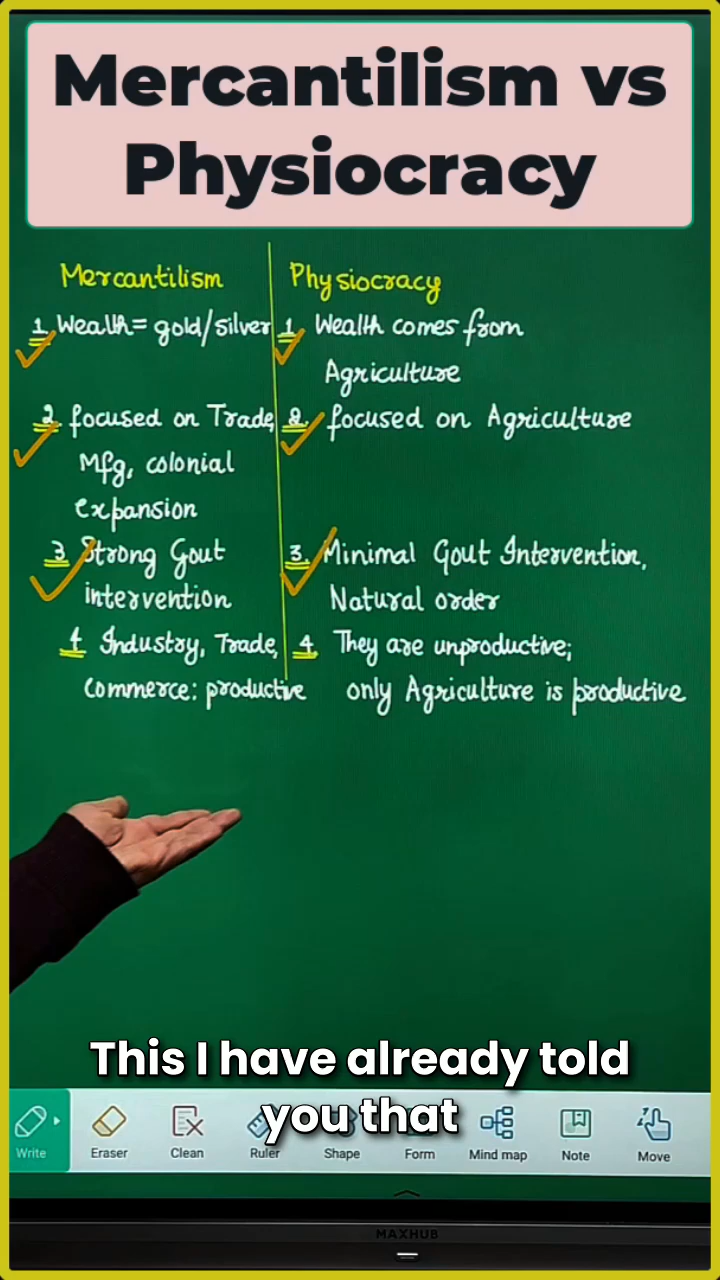 Mercantilism vs
Physiocracy
Mercantilism
Physiocracy
1 Wealth = gold/silver
1 Wealth comes from
Agriculture
2 focused on Trade,
Mfg, colonial
expansion
2. focused on Agriculture
3 Strong Govt
intervention
3. Minimal Govt Intervention,
Natural order
4 Industry, Trade,
Commerce: productive
4 They are unproductive;
only Agriculture is productive
This I have already told
you that
Write
Eraser
Clean
Ruler
Shape
Form
Mind map
Note
Move
MAXHUB